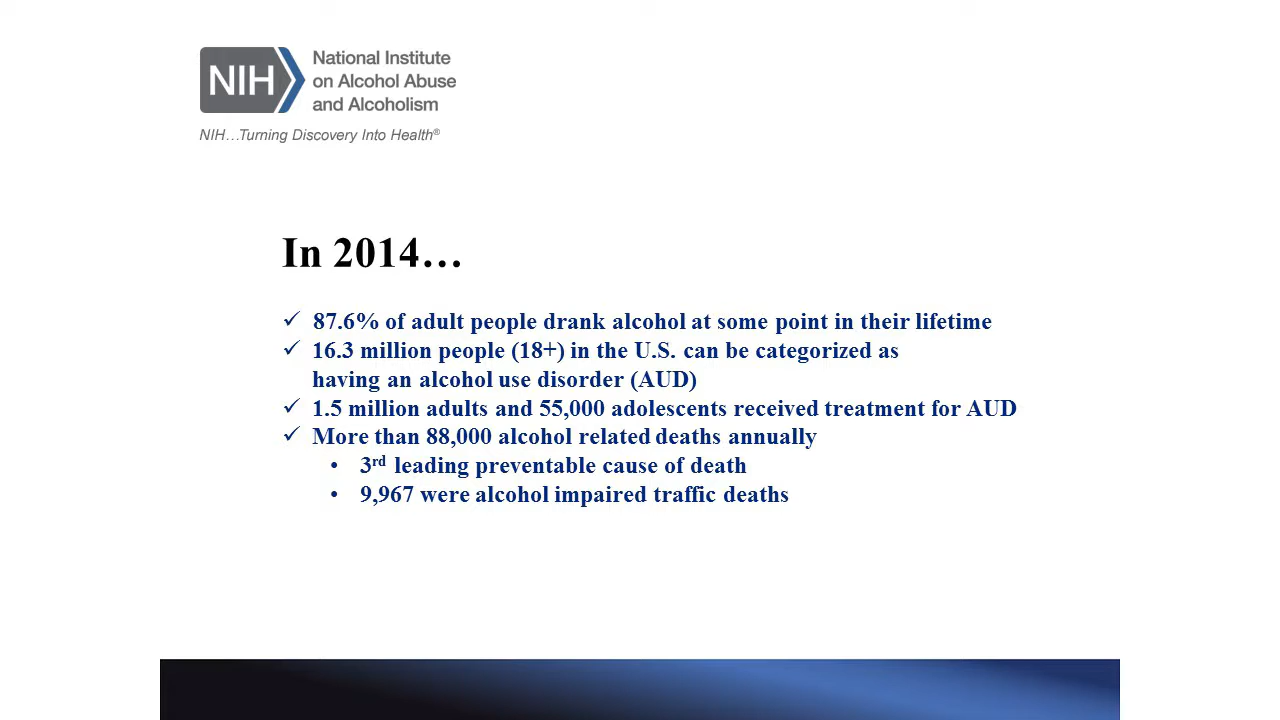 NIH
National Institute
on Alcohol Abuse
and Alcoholism
NIH…Turning Discovery Into Health®
In 2014…
✓ 87.6% of adult people drank alcohol at some point in their lifetime
✓ 16.3 million people (18+) in the U.S. can be categorized as
having an alcohol use disorder (AUD)
✓ 1.5 million adults and 55,000 adolescents received treatment for AUD
✓ More than 88,000 alcohol related deaths annually
• 3rd leading preventable cause of death
• 9,967 were alcohol impaired traffic deaths